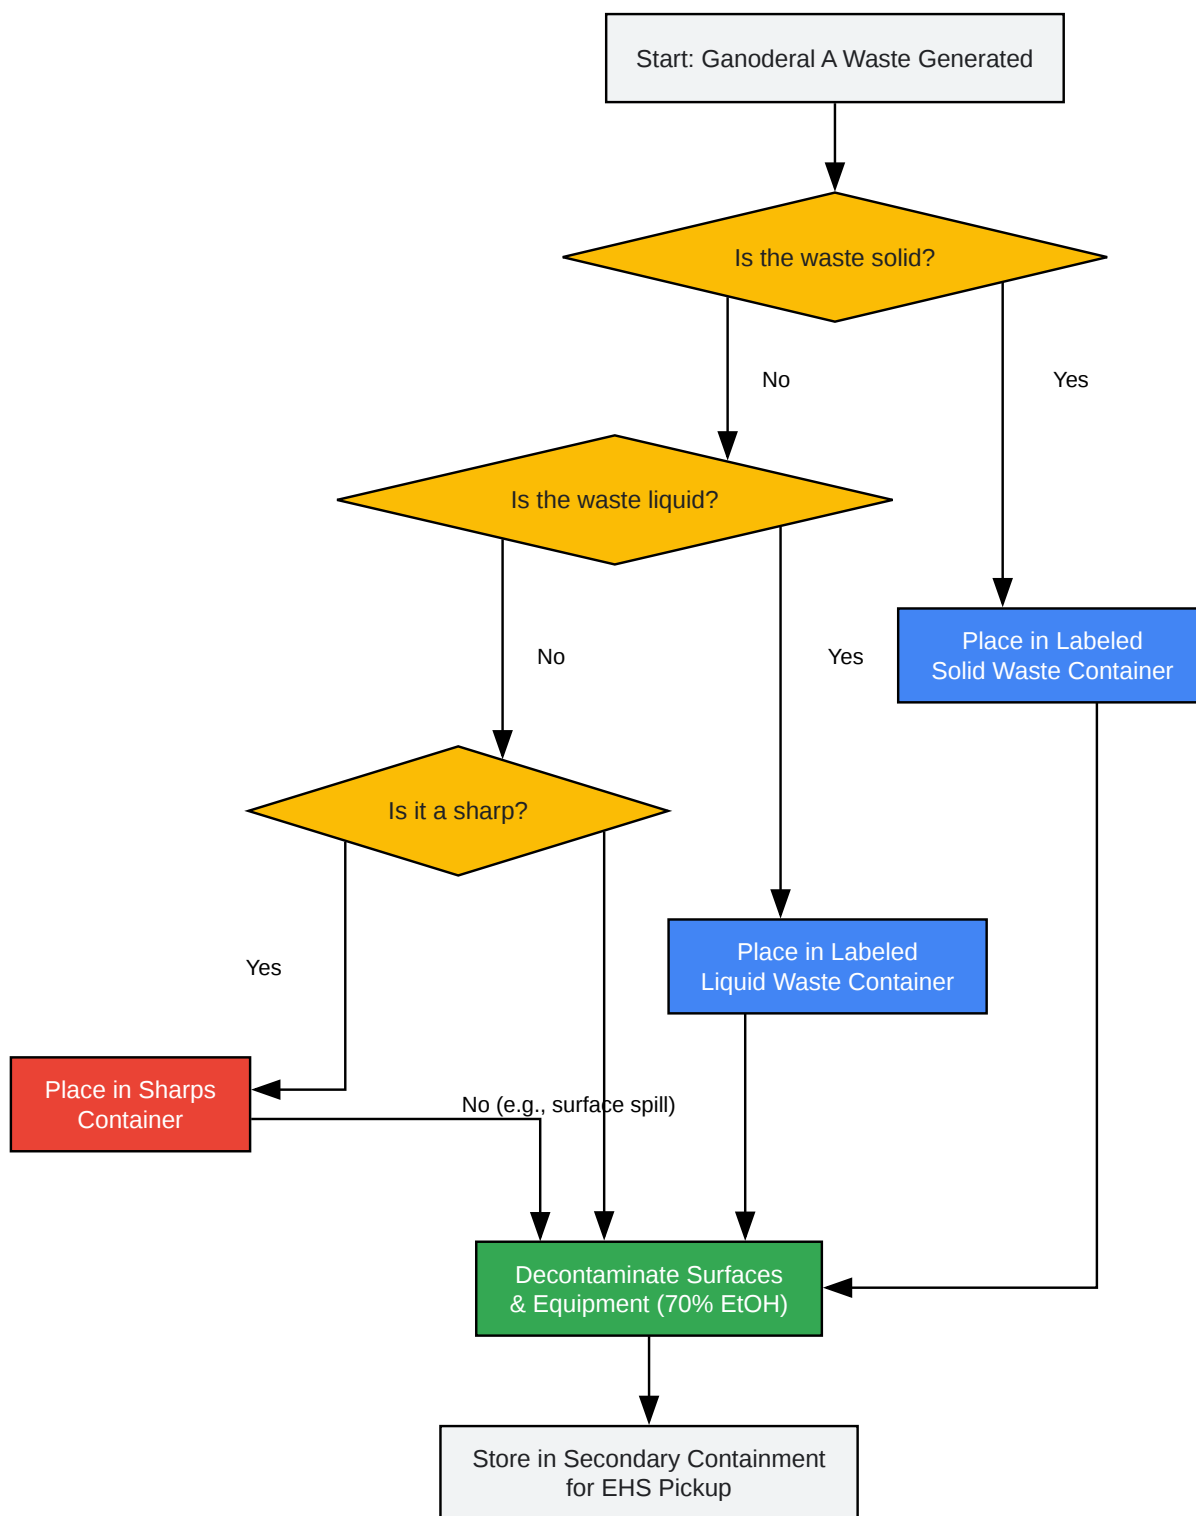 Start: Ganoderal A Waste Generated
Is the waste solid?
No
Yes
Is the waste liquid?
No
Yes
Place in Labeled
Solid Waste Container
Is it a sharp?
Yes
Place in Labeled
Liquid Waste Container
Place in Sharps
Container
No (e.g., surface spill)
Decontaminate Surfaces
& Equipment (70% EtOH)
Store in Secondary Containment
for EHS Pickup